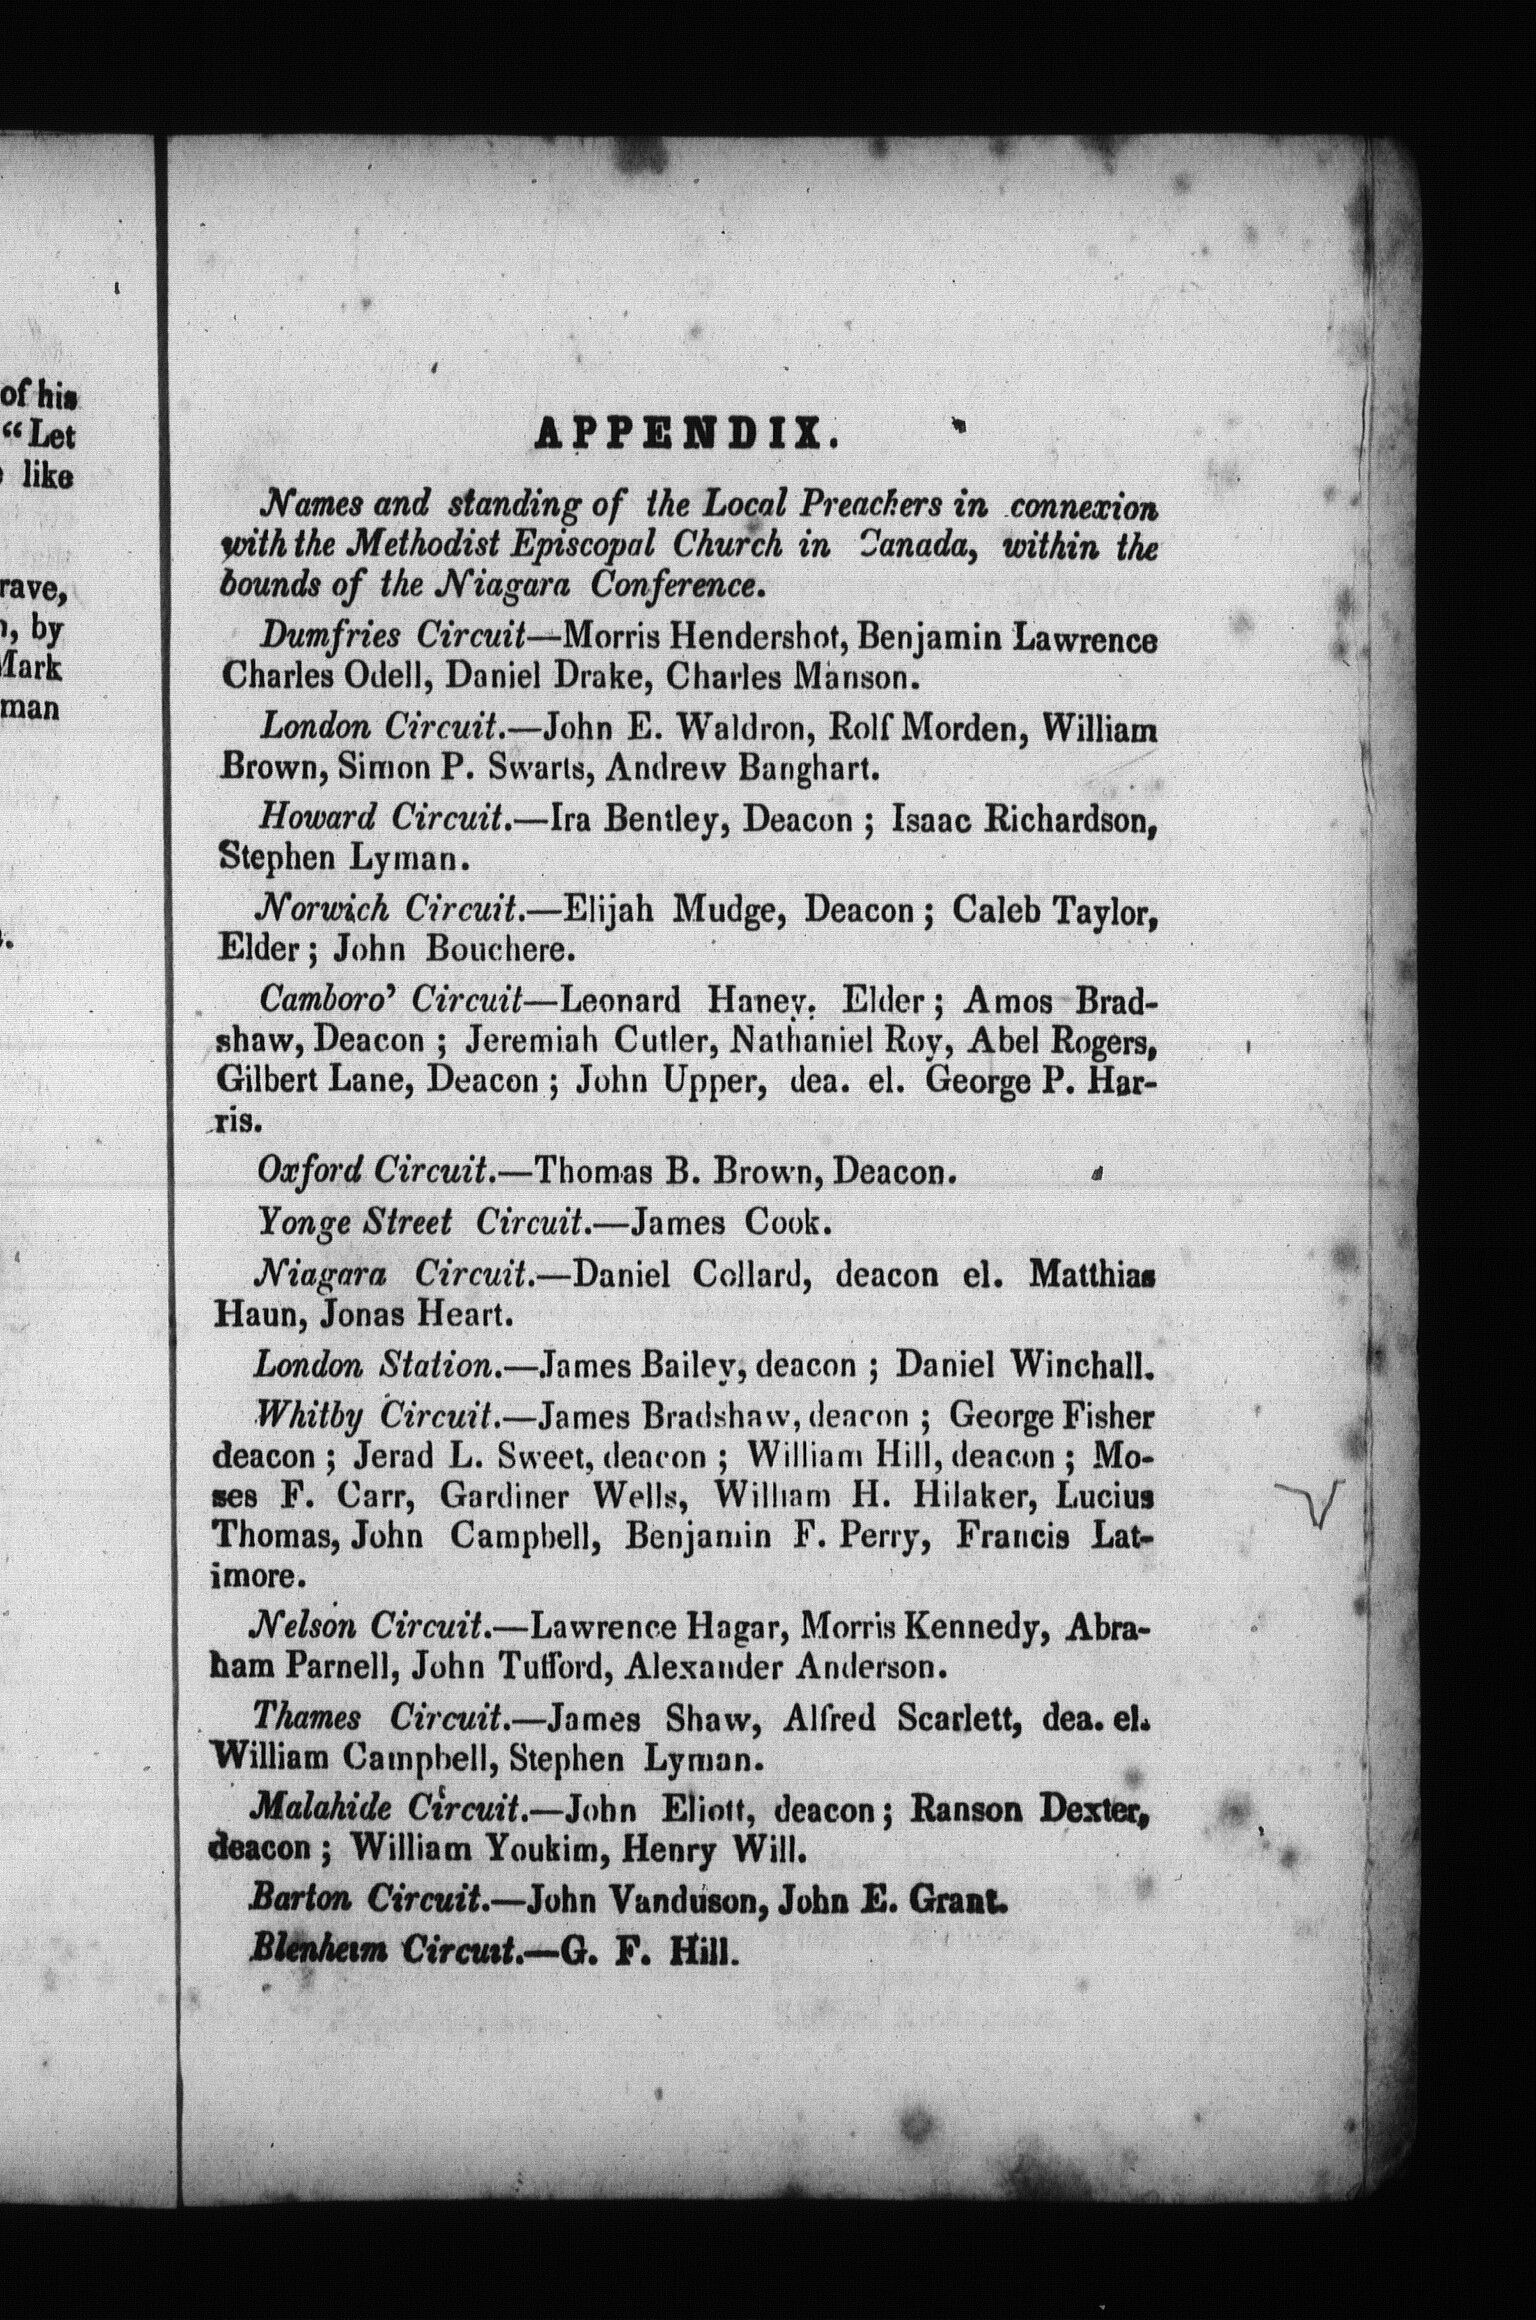 of his
“Let
like
rave,
, by
Mark
man
APPENDIX.
Names and standing of the Local Preachers in connexion
with the Methodist Episcopal Church in Canada, within the
bounds of the Niagara Conference.
Dumfries Circuit—Morris Hendershot, Benjamin Lawrence
Charles Odell, Daniel Drake, Charles Manson.
London Circuit.—John E. Waldron, Rolf Morden, William
Brown, Simon P. Swarts, Andrew Banghart.
Howard Circuit.—Ira Bentley, Deacon ; Isaac Richardson,
Stephen Lyman.
Norwich Circuit.—Elijah Mudge, Deacon ; Caleb Taylor,
Elder ; John Bouchere.
Camboro’ Circuit—Leonard Haney. Elder ; Amos Brad-
shaw, Deacon ; Jeremiah Cutler, Nathaniel Roy, Abel Rogers,
Gilbert Lane, Deacon ; John Upper, dea. el. George P. Har-
ris.
Oxford Circuit.—Thomas B. Brown, Deacon.
Yonge Street Circuit.—James Cook.
Niagara Circuit.—Daniel Collard, deacon el. Matthias
Haun, Jonas Heart.
London Station.—James Bailey, deacon ; Daniel Winchall.
Whitby Circuit.—James Bradshaw, deacon ; George Fisher
deacon ; Jerad L. Sweet, deacon ; William Hill, deacon ; Mo-
ses F. Carr, Gardiner Wells, William H. Hilaker, Lucius
Thomas, John Campbell, Benjamin F. Perry, Francis Lat-
imore.
Nelson Circuit.—Lawrence Hagar, Morris Kennedy, Abra-
ham Parnell, John Tufford, Alexander Anderson.
Thames Circuit.—James Shaw, Alfred Scarlett, dea. el.
William Campbell, Stephen Lyman.
Malahide Circuit.—John Eliott, deacon ; Ranson Dexter,
deacon ; William Youkim, Henry Will.
Barton Circuit.—John Vanduson, John E. Grant.
Blenheim Circuit.—G. F. Hill.